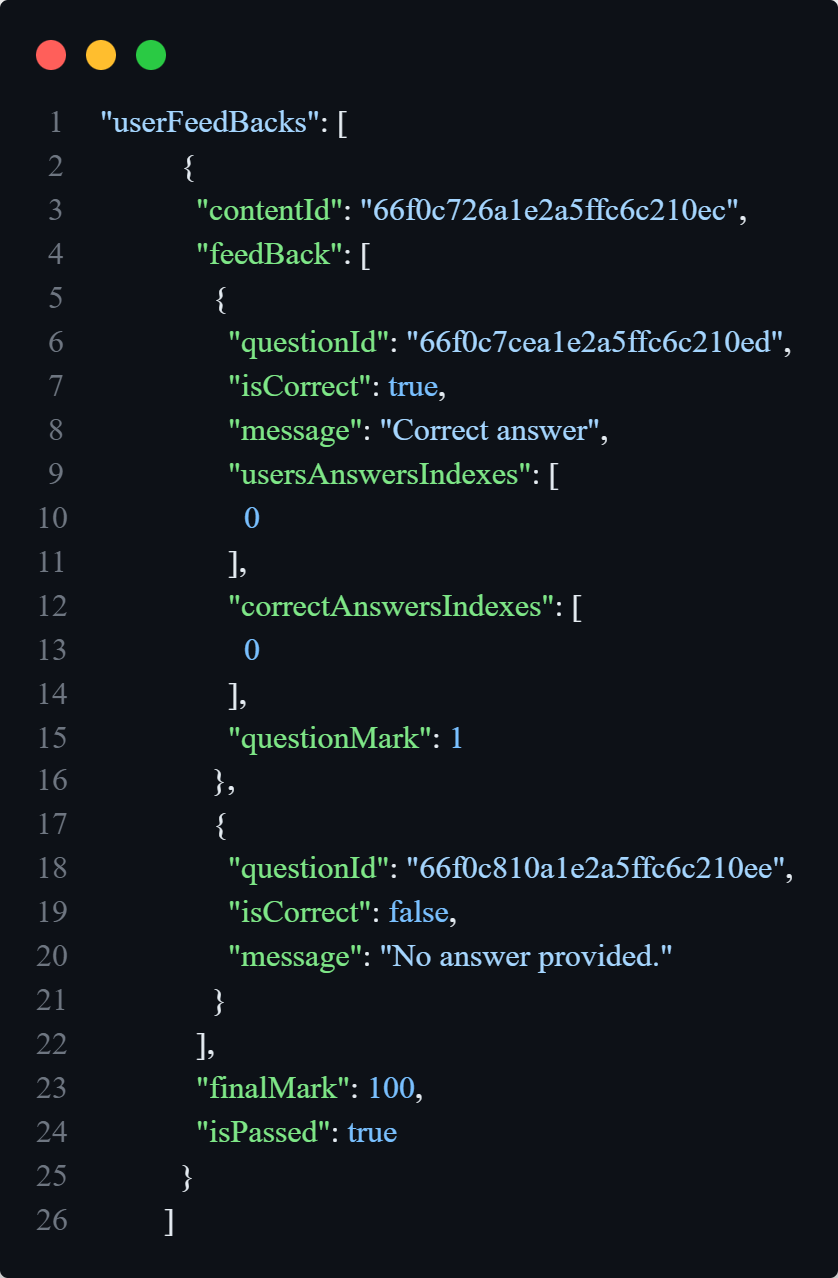 1 "userFeedBacks": [
2 {
3 "contentId": "66f0c726a1e2a5ffc6c210ec",
4 "feedBack": [
5 {
6 "questionId": "66f0c7cea1e2a5ffc6c210ed",
7 "isCorrect": true,
8 "message": "Correct answer",
9 "usersAnswersIndexes": [
10 0
11 ],
12 "correctAnswersIndexes": [
13 0
14 ],
15 "questionMark": 1
16 },
17 {
18 "questionId": "66f0c810a1e2a5ffc6c210ee",
19 "isCorrect": false,
20 "message": "No answer provided."
21 }
22 ],
23 "finalMark": 100,
24 "isPassed": true
25 }
26 ]